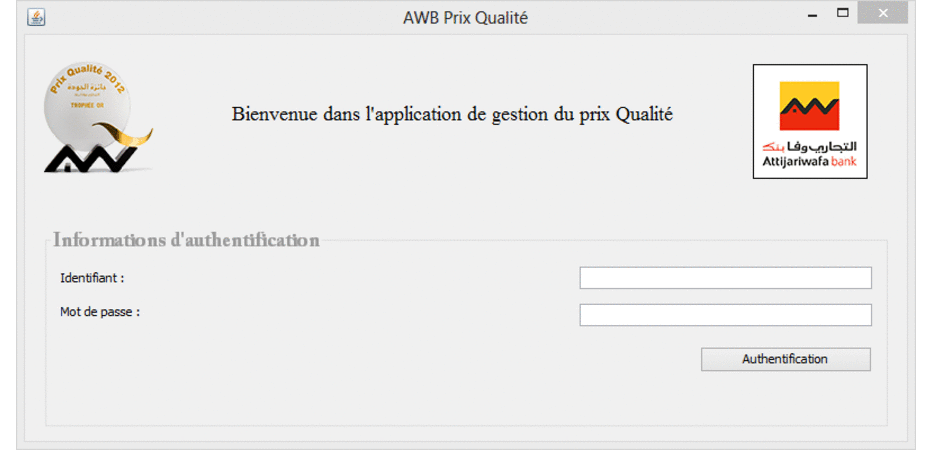 AWB Prix Qualité
Prix Qualité 2012
جائزة الجودة
TROPHEE OR
Bienvenue dans l'application de gestion du prix Qualité
التجاري وفا بنك
Attijariwafa bank
Informations d'authentification
Identifiant :
Mot de passe :
Authentification